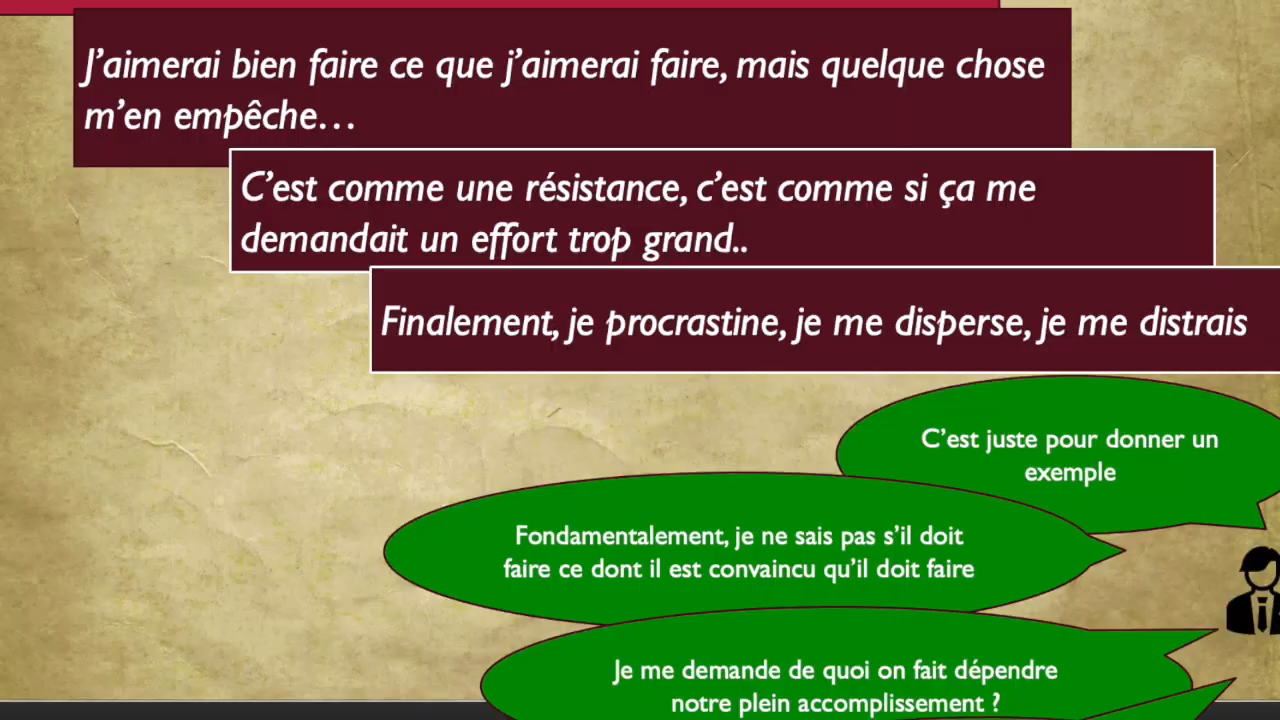 J’aimerai bien faire ce que j’aimerai faire, mais quelque chose
m’en empêche…
C’est comme une résistance, c’est comme si ça me
demandait un effort trop grand..
Finalement, je procrastine, je me disperse, je me distrais
C’est juste pour donner un
exemple
Fondamentalement, je ne sais pas s’il doit
faire ce dont il est convaincu qu’il doit faire
Je me demande de quoi on fait dépendre
notre plein accomplissement ?